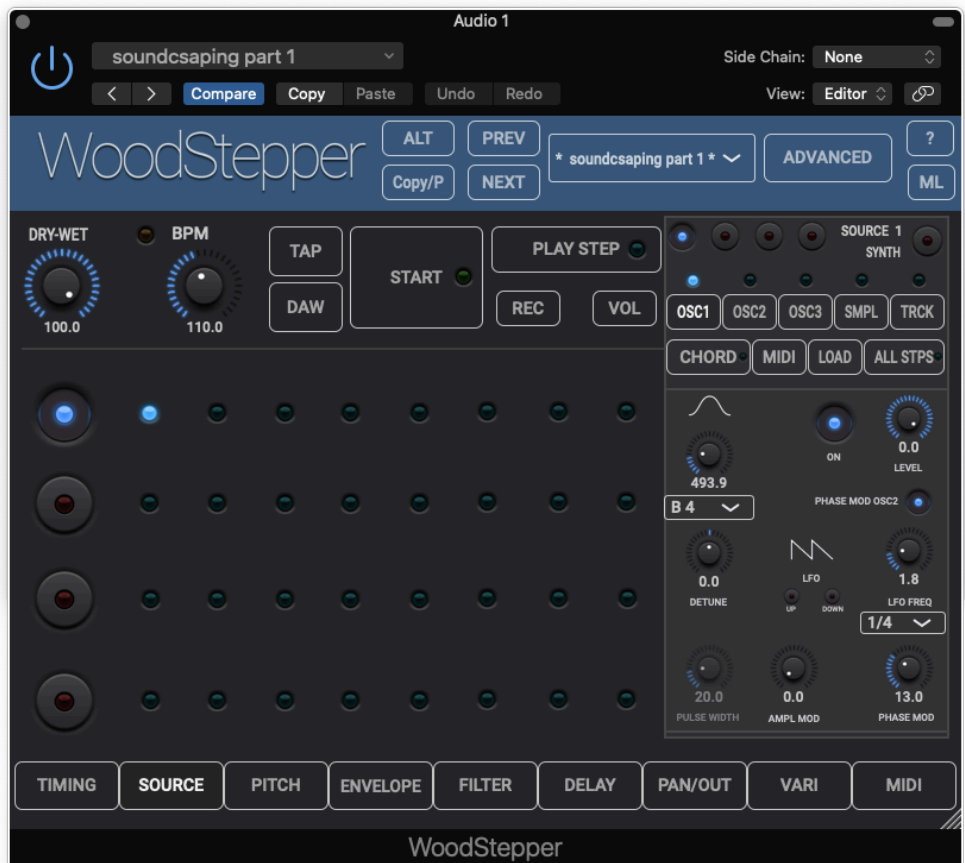 Audio 1
soundcsaping part 1
Side Chain: None
Compare Copy Paste Undo Redo
View: Editor
WoodStepper
ALT PREV
Copy/P NEXT
* soundcsaping part 1 *
ADVANCED
?
ML
DRY-WET
100.0
BPM
110.0
TAP
DAW
START
PLAY STEP
REC VOL
SOURCE 1
SYNTH
OSC1 OSC2 OSC3 SMPL TRCK
CHORD MIDI LOAD ALL STPS
493.9
B 4
ON
0.0
LEVEL
PHASE MOD OSC2
0.0
DETUNE
LFO
UP DOWN
1.8
LFO FREQ
1/4
20.0
PULSE WIDTH
0.0
AMPL MOD
13.0
PHASE MOD
TIMING SOURCE PITCH ENVELOPE FILTER DELAY PAN/OUT VARI MIDI
WoodStepper